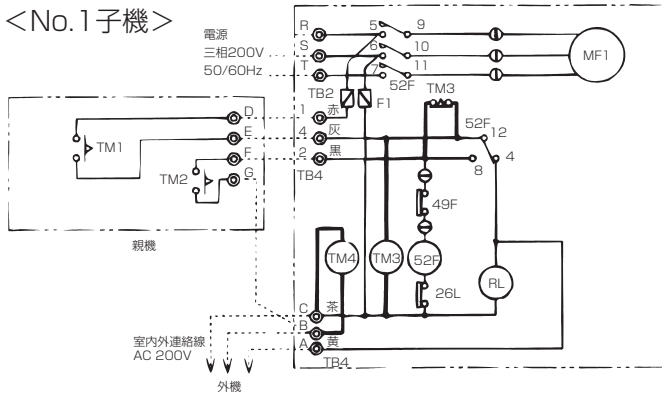 <No.1子機>
電源
三相200V
50/60Hz
R
S
T
5
9
6
10
7
11
52F
MF1
TB2
F1
TM3
D
E
F
G
1
4
2
赤
灰
黒
TB4
TM1
TM2
親機
52F
12
8
4
49F
TM4
TM3
52F
RL
26L
C
B
A
茶
黄
TB4
室内外連絡線
AC 200V
外機